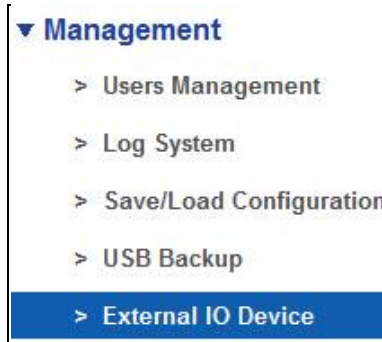 ▼ Management
> Users Management
> Log System
> Save/Load Configuration
> USB Backup
> External IO Device